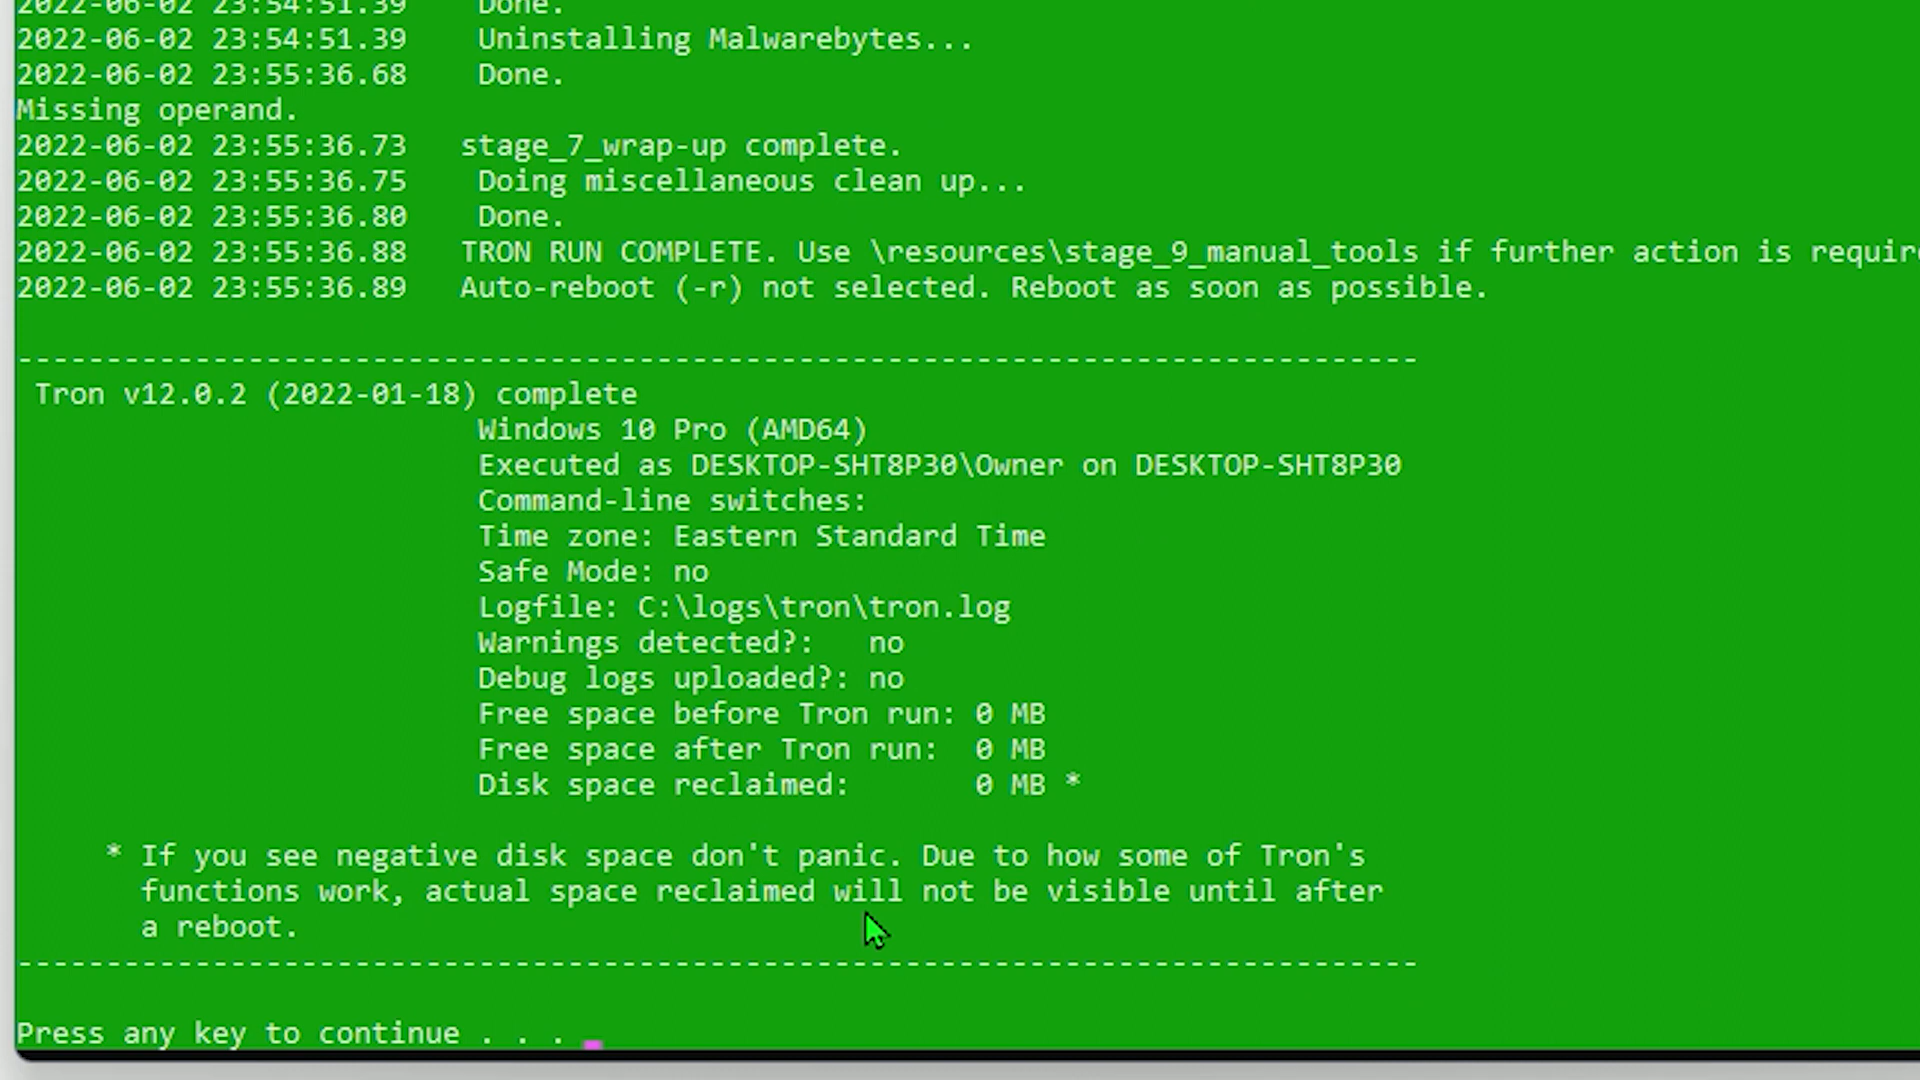 2022-06-02 23:54:51.39    Done.
2022-06-02 23:54:51.39    Uninstalling Malwarebytes...
2022-06-02 23:55:36.68    Done.
Missing operand.
2022-06-02 23:55:36.73   stage_7_wrap-up complete.
2022-06-02 23:55:36.75    Doing miscellaneous clean up...
2022-06-02 23:55:36.80    Done.
2022-06-02 23:55:36.88   TRON RUN COMPLETE. Use \resources\stage_9_manual_tools if further action is require
2022-06-02 23:55:36.89   Auto-reboot (-r) not selected. Reboot as soon as possible.
-------------------------------------------------------------------------------
Tron v12.0.2 (2022-01-18) complete
Windows 10 Pro (AMD64)
Executed as DESKTOP-SHT8P30\Owner on DESKTOP-SHT8P30
Command-line switches:
Time zone: Eastern Standard Time
Safe Mode: no
Logfile: C:\logs\tron\tron.log
Warnings detected?:   no
Debug logs uploaded?: no
Free space before Tron run: 0 MB
Free space after Tron run:  0 MB
Disk space reclaimed:       0 MB *
* If you see negative disk space don't panic. Due to how some of Tron's
functions work, actual space reclaimed will not be visible until after
a reboot.
-------------------------------------------------------------------------------
Press any key to continue . . .